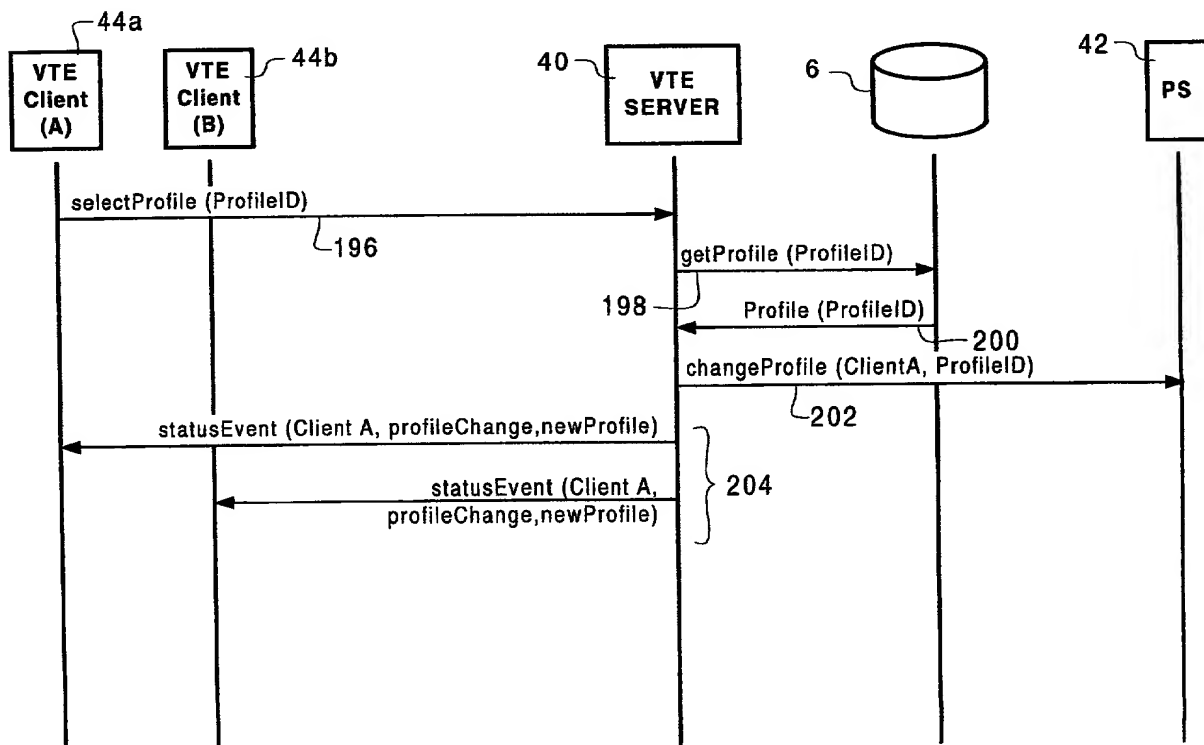 44a
VTE
Client
(A)
VTE
Client
(B)
44b
40
VTE
SERVER
6
42
PS
selectProfile (ProfileID)
196
getProfile (ProfileID)
198
Profile (ProfileID)
200
changeProfile (ClientA, ProfileID)
202
statusEvent (Client A, profileChange,newProfile)
statusEvent (Client A,
profileChange,newProfile)
204